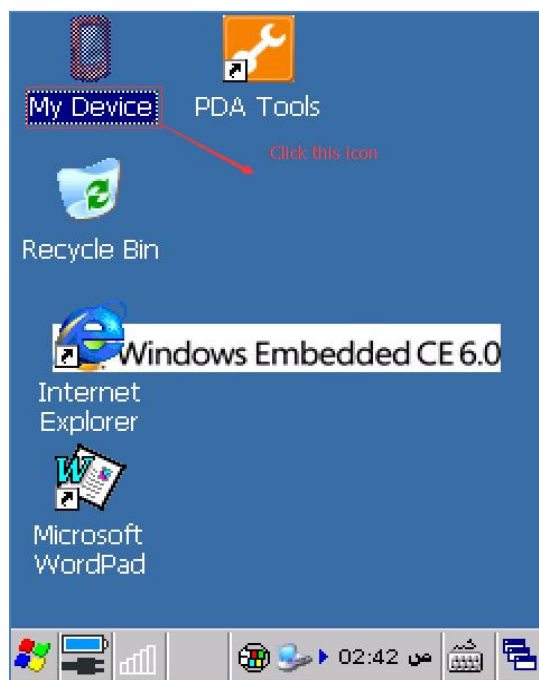 My Device
PDA Tools
Click this icon
Recycle Bin
Windows Embedded CE 6.0
Internet
Explorer
Microsoft
WordPad
02:42 ص